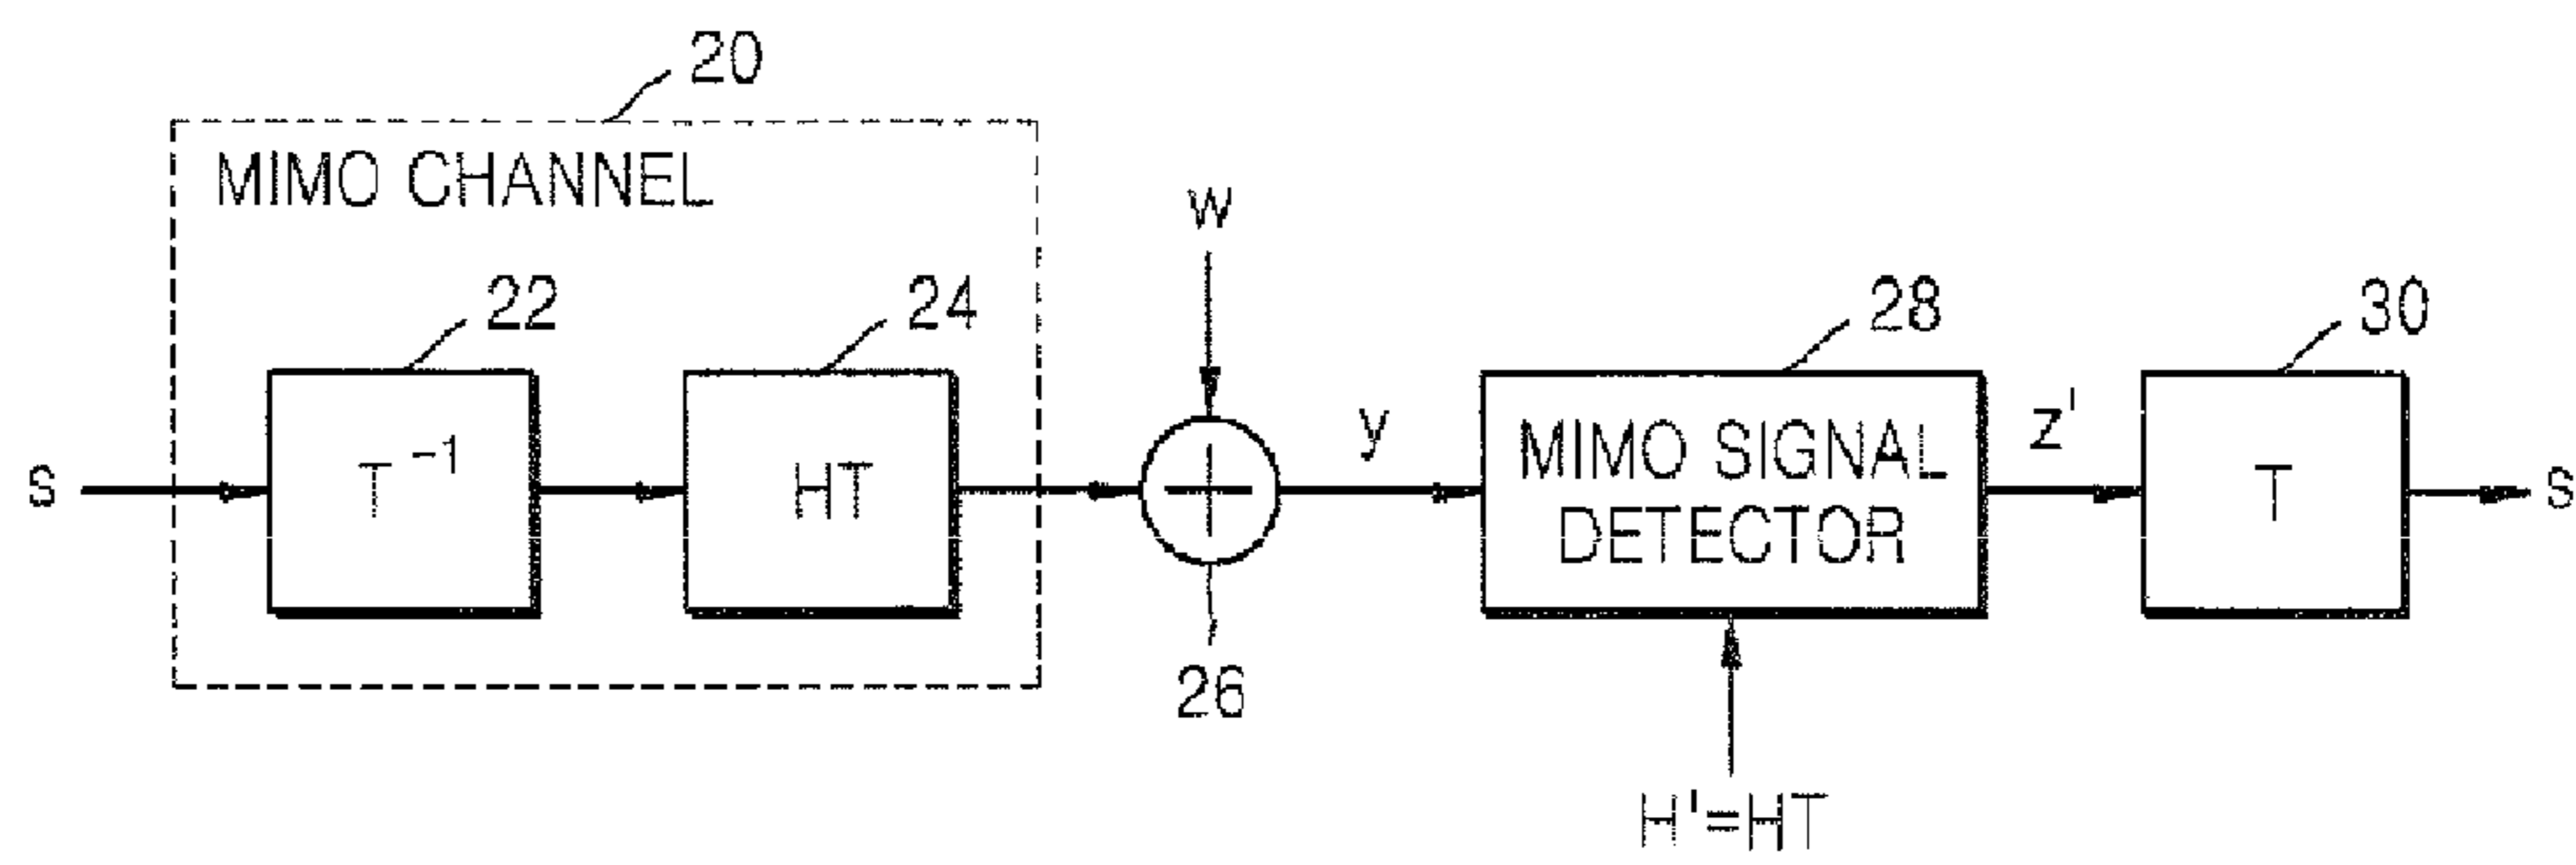 20
MIMO CHANNEL
w
22
24
28
30
s
T⁻¹
HT
y
MIMO SIGNAL
DETECTOR
z'
T
s
26
H'=HT